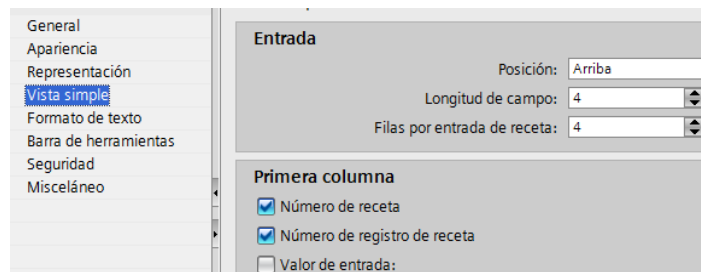 General
Apariencia
Representación
Vista simple
Formato de texto
Barra de herramientas
Seguridad
Misceláneo
Entrada
Posición: Arriba
Longitud de campo: 4
Filas por entrada de receta: 4
Primera columna
Número de receta
Número de registro de receta
Valor de entrada: